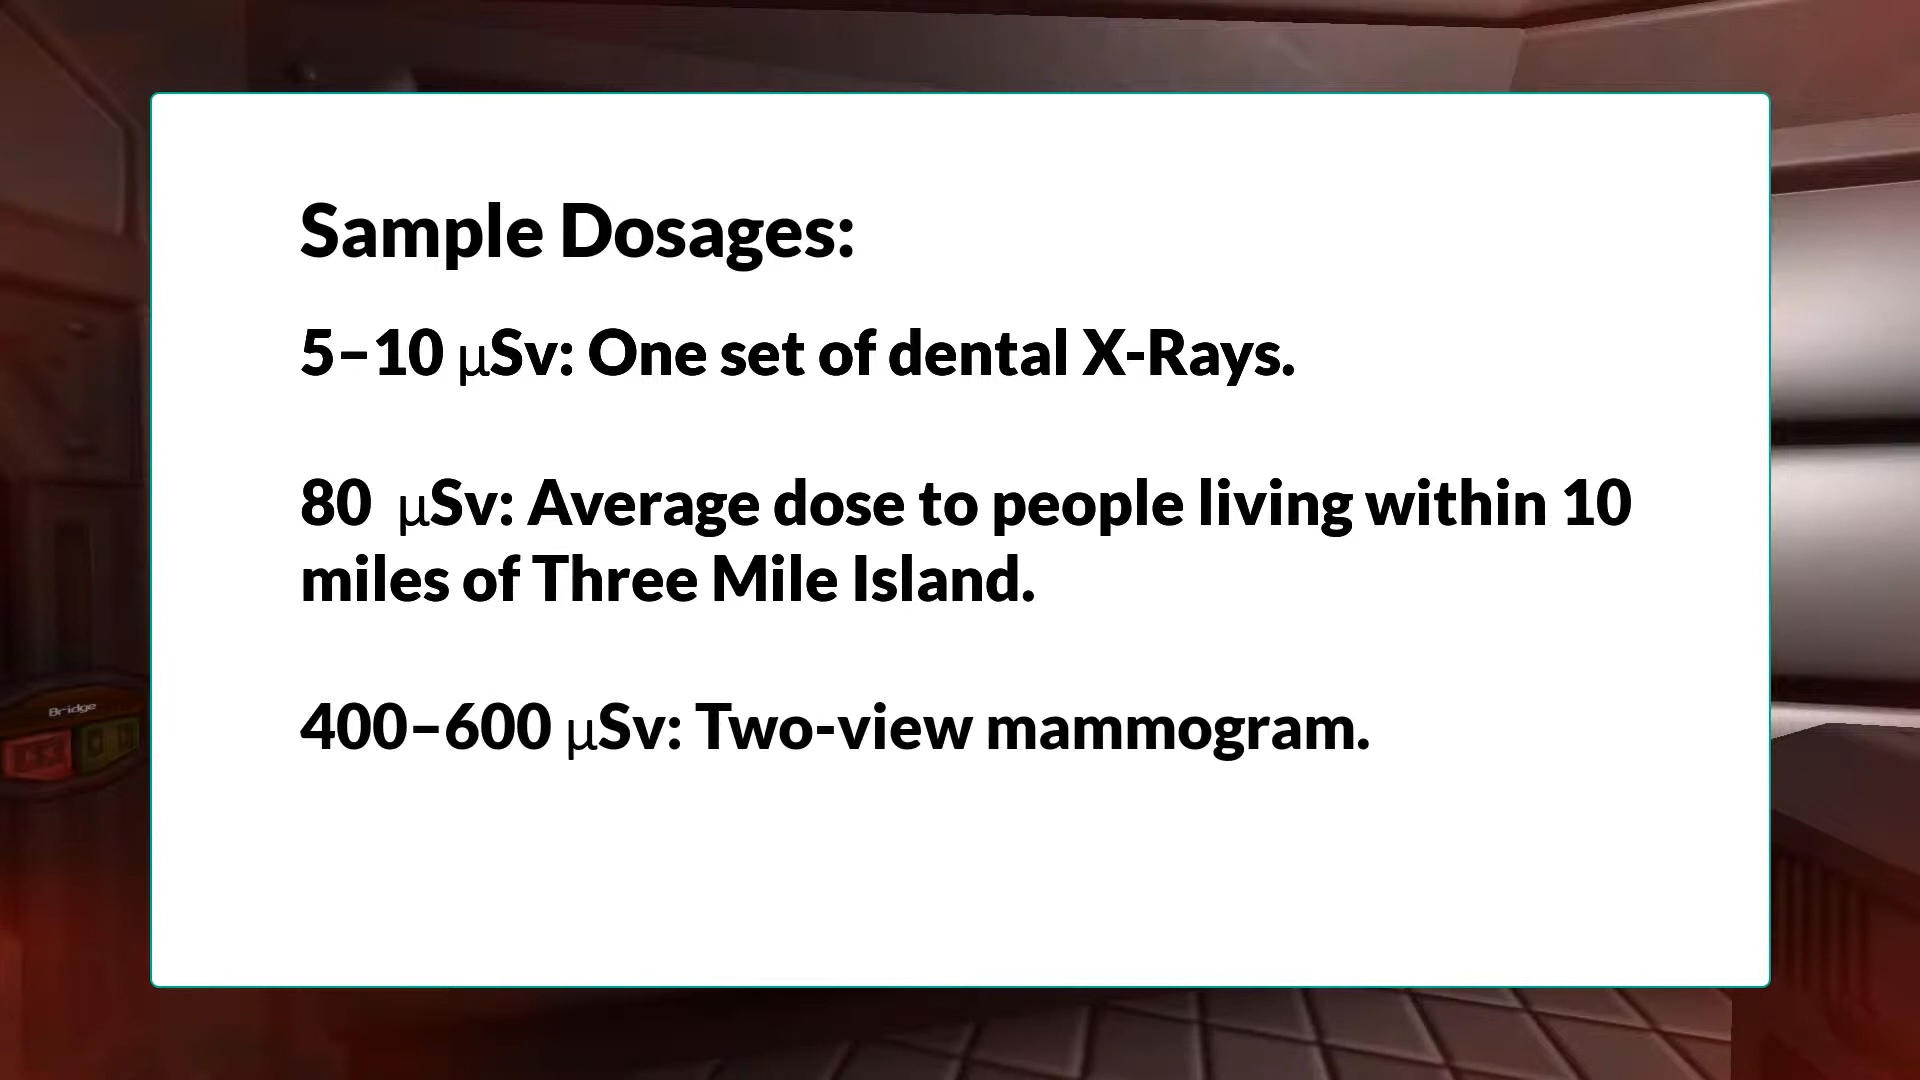 Sample Dosages:
5–10 µSv: One set of dental X-Rays.
80 µSv: Average dose to people living within 10
miles of Three Mile Island.
400–600 µSv: Two-view mammogram.
Bridge